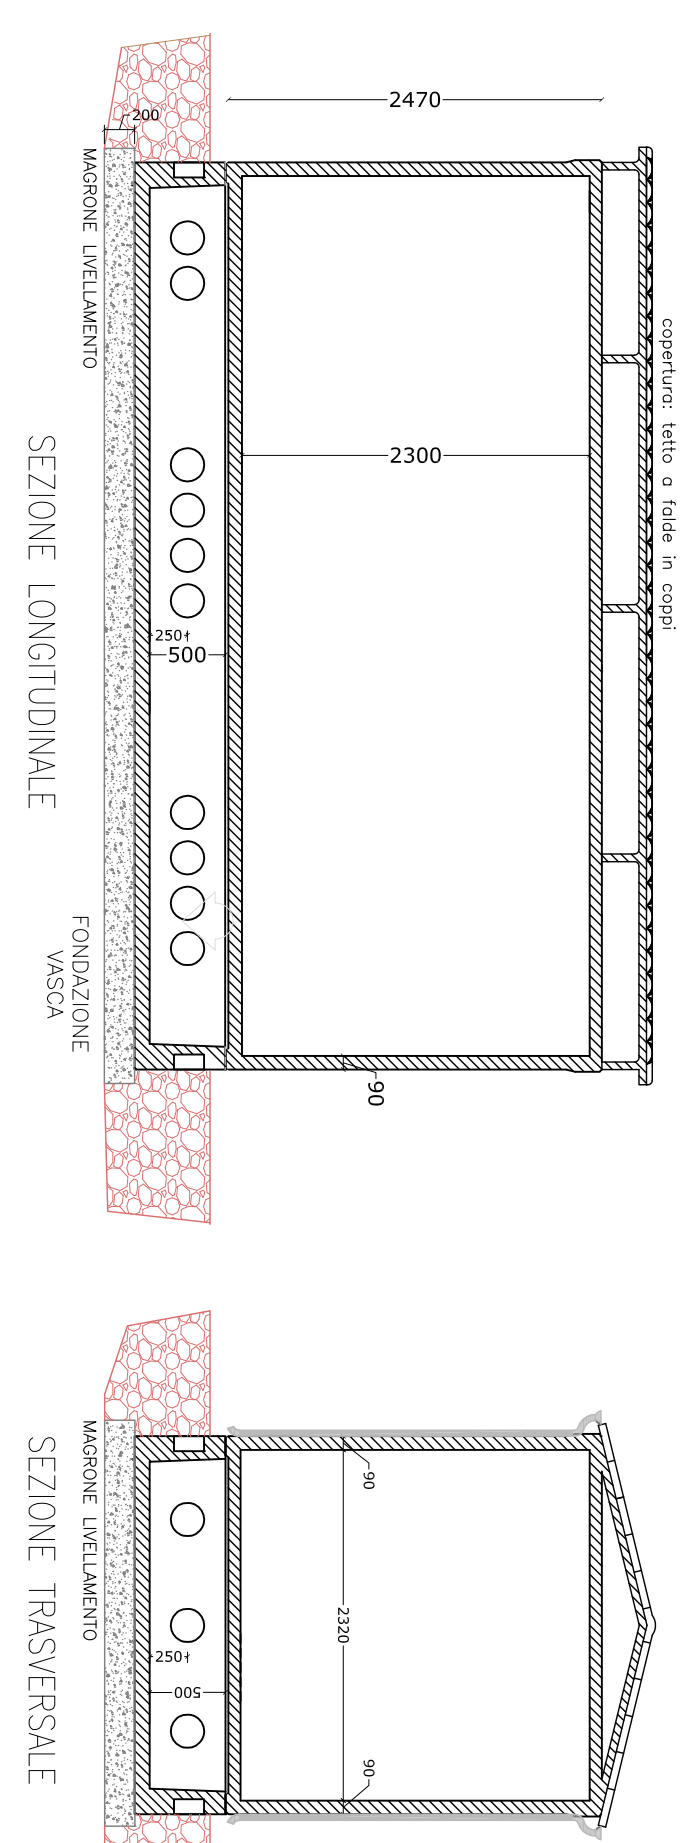 2470
200
MAGRONE LIVELLAMENTO
copertura: tetto a falde in coppi
2300
250
500
SEZIONE LONGITUDINALE
FONDAZIONE
VASCA
90
MAGRONE LIVELLAMENTO
90
2320
250
500
90
SEZIONE TRASVERSALE